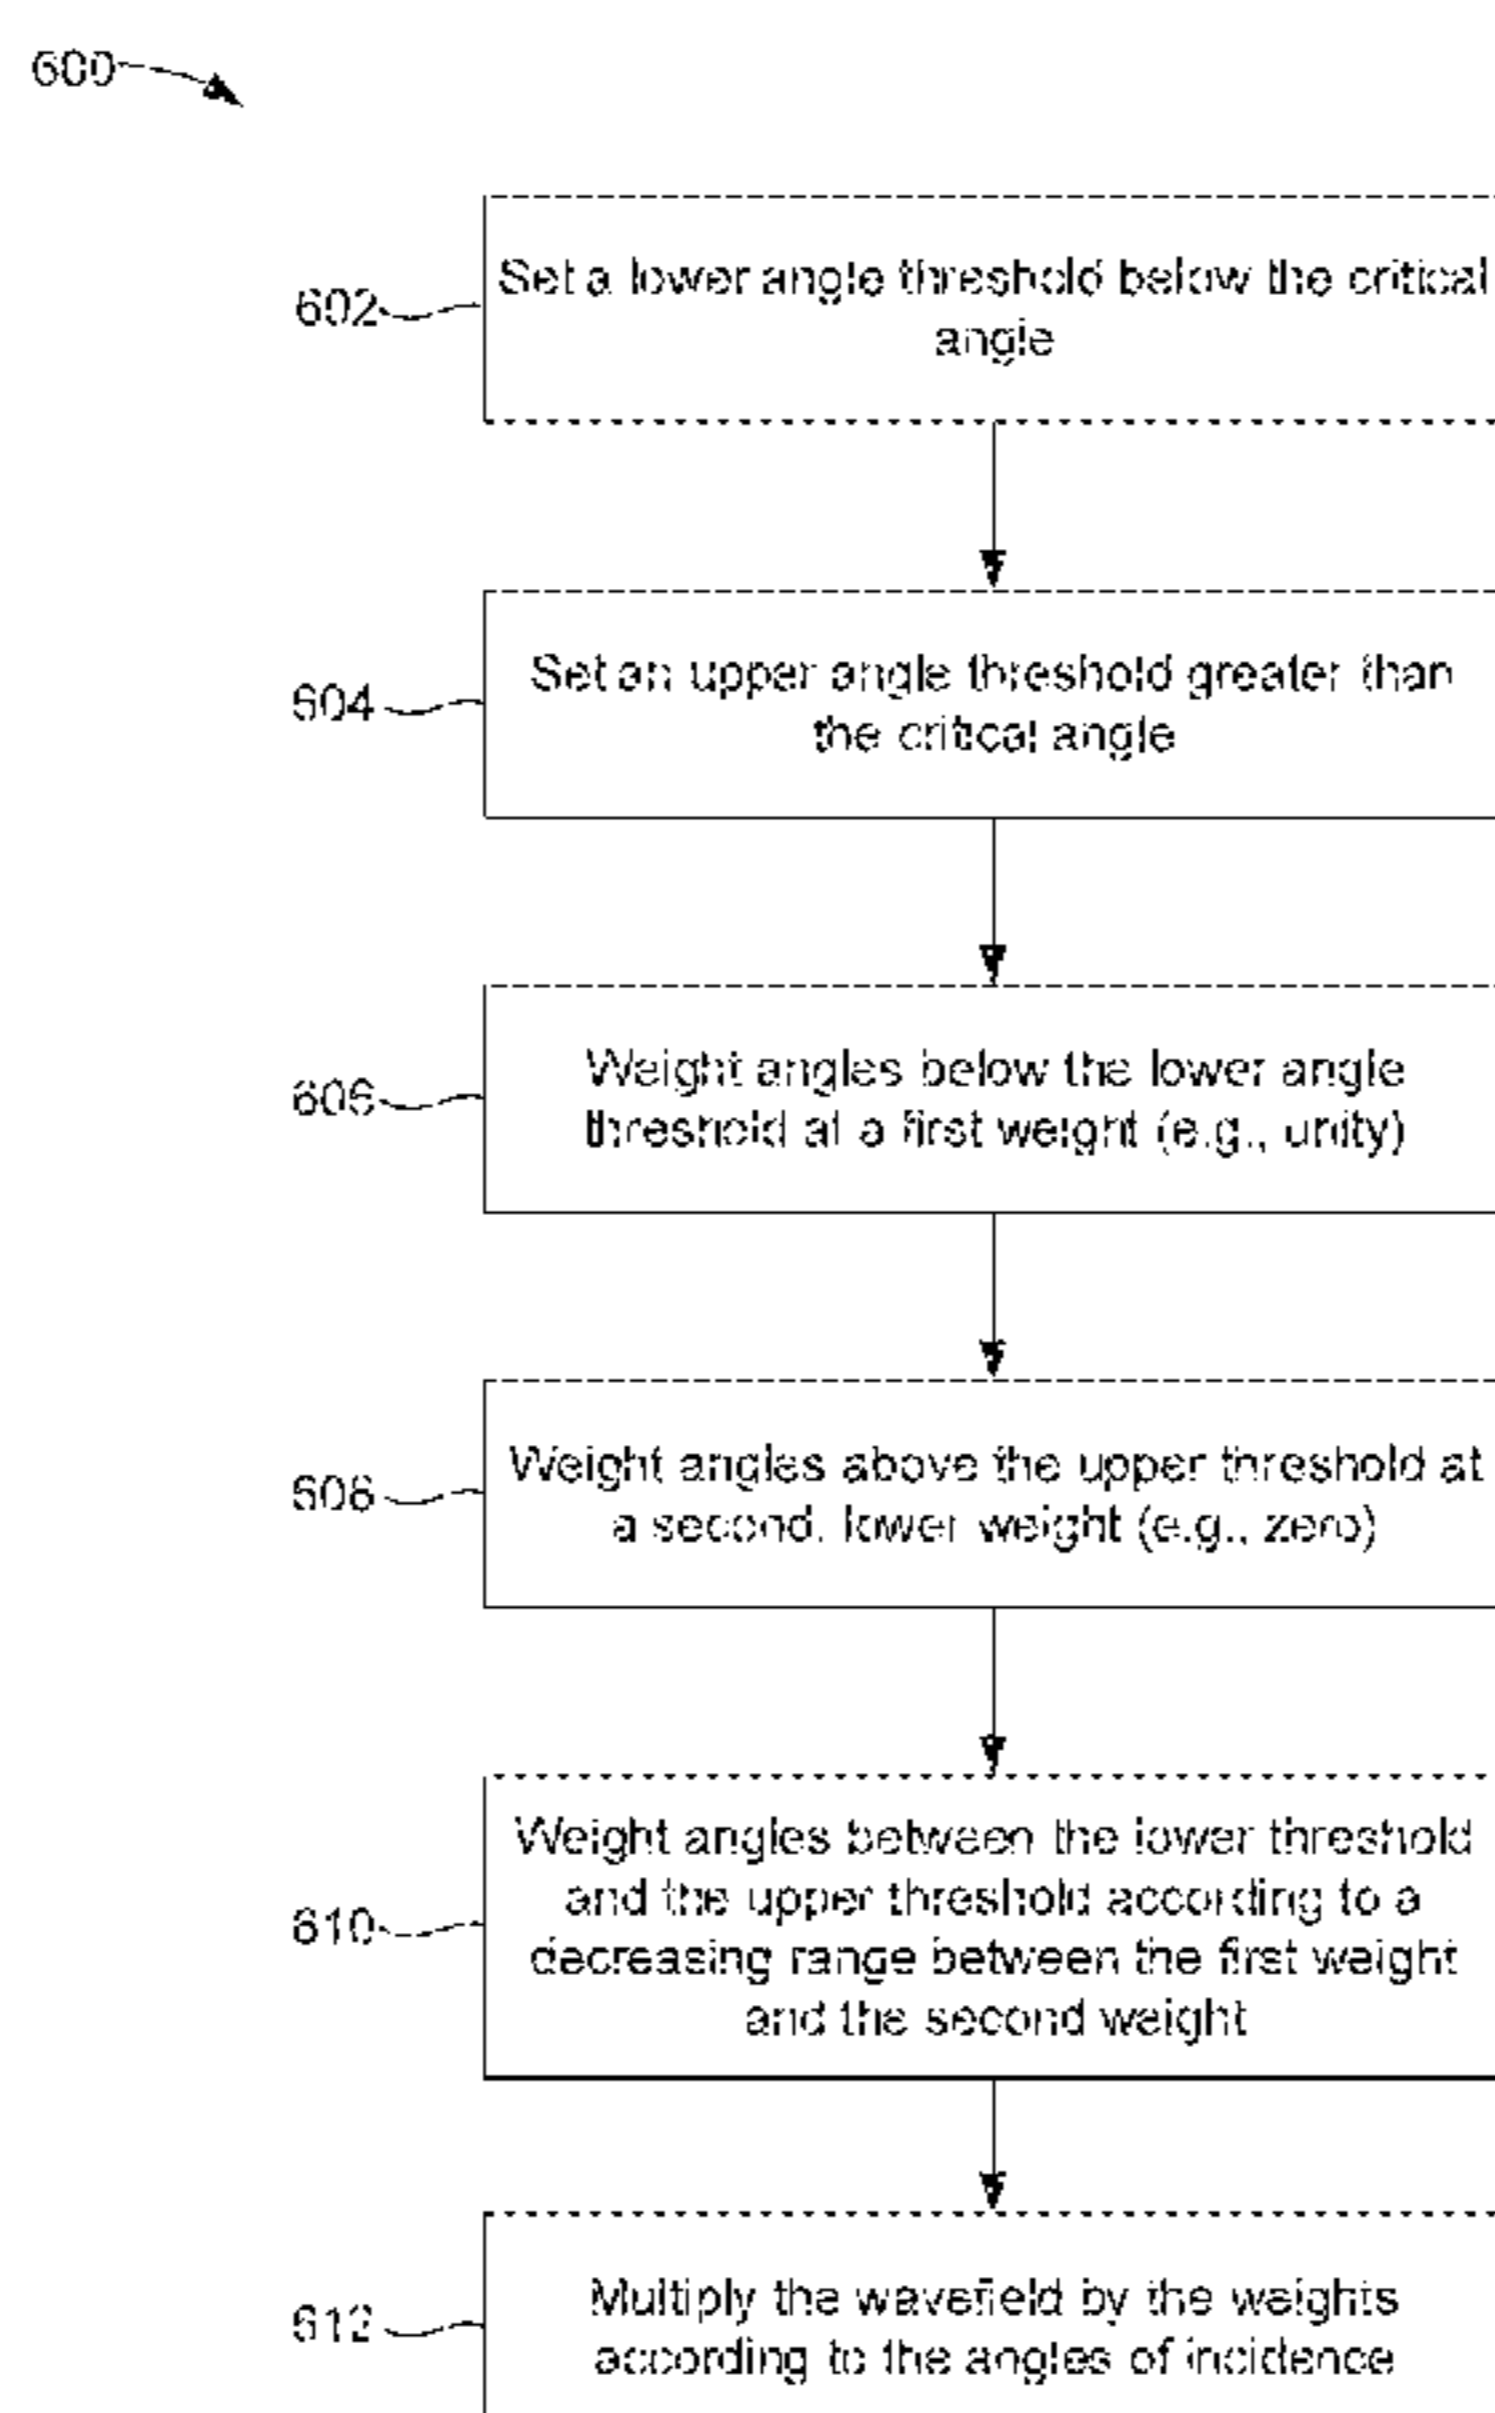 600
602
Set a lower angle threshold below the critical
angle
604
Set an upper angle threshold greater than
the critical angle
606
Weight angles below the lower angle
threshold at a first weight (e.g., unity)
608
Weight angles above the upper threshold at
a second, lower weight (e.g., zero)
610
Weight angles between the lower threshold
and the upper threshold according to a
decreasing range between the first weight
and the second weight
612
Multiply the wavefield by the weights
according to the angles of incidence